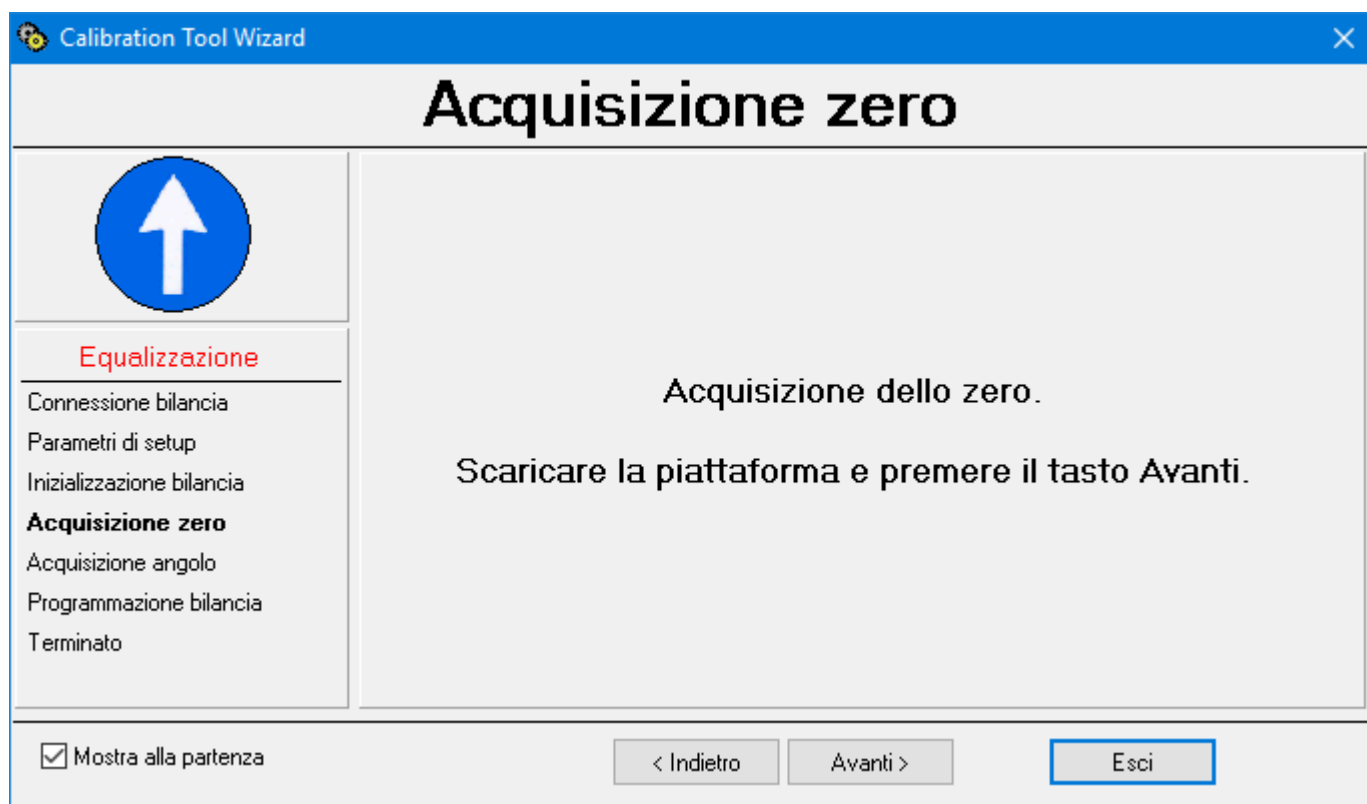 Calibration Tool Wizard
Acquisizione zero
Equalizzazione
Connessione bilancia
Parametri di setup
Inizializzazione bilancia
Acquisizione zero
Acquisizione angolo
Programmazione bilancia
Terminato
Acquisizione dello zero.
Scaricare la piattaforma e premere il tasto Avanti.
Mostra alla partenza
< Indietro
Avanti >
Esci